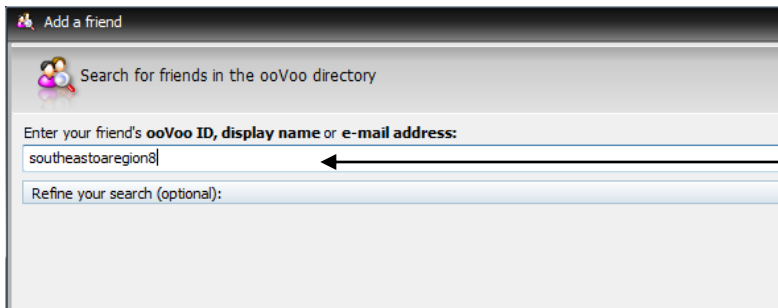 Add a friend
Search for friends in the ooVoo directory
Enter your friend's ooVoo ID, display name or e-mail address:
southeastoaregion8
Refine your search (optional):